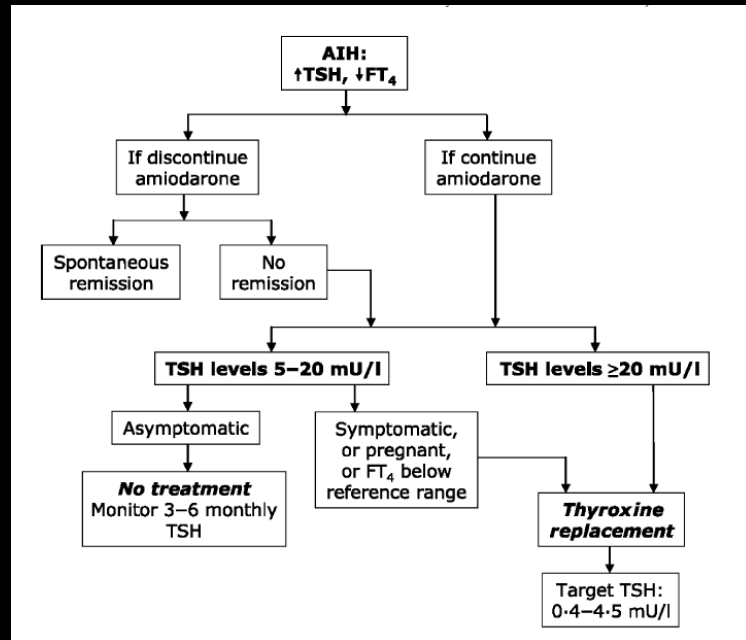 AIH:
↑TSH, ↓FT₄
If discontinue
amiodarone
If continue
amiodarone
Spontaneous
remission
No
remission
TSH levels 5–20 mU/l
TSH levels ≥20 mU/l
Asymptomatic
Symptomatic,
or pregnant,
or FT₄ below
reference range
No treatment
Monitor 3–6 monthly
TSH
Thyroxine
replacement
Target TSH:
0·4–4·5 mU/l